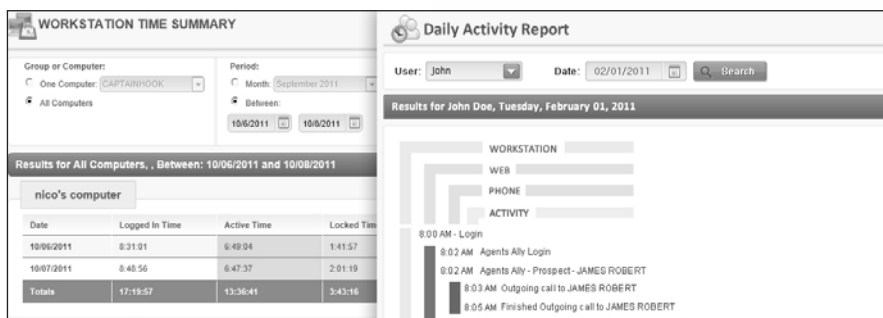 WORKSTATION TIME SUMMARY
Group or Computer:
One Computer: CAPTAINHOOK
All Computers
Period:
Month: September 2011
Between:
10/6/2011 10/8/2011
Results for All Computers, , Between: 10/06/2011 and 10/08/2011
nico's computer
Date Logged In Time Active Time Locked Tim
10/06/2011 8:31:01 6:49:04 1:41:57
10/07/2011 8:48:56 6:47:37 2:01:19
Totals 17:19:57 13:36:41 3:43:16
Daily Activity Report
User: John Date: 02/01/2011 Search
Results for John Doe, Tuesday, February 01, 2011
WORKSTATION
WEB
PHONE
ACTIVITY
8:00 AM - Login
8:02 AM Agents Ally Login
8:02 AM Agents Ally - Prospect - JAMES ROBERT
8:03 AM Outgoing call to JAMES ROBERT
8:05 AM Finished Outgoing call to JAMES ROBERT